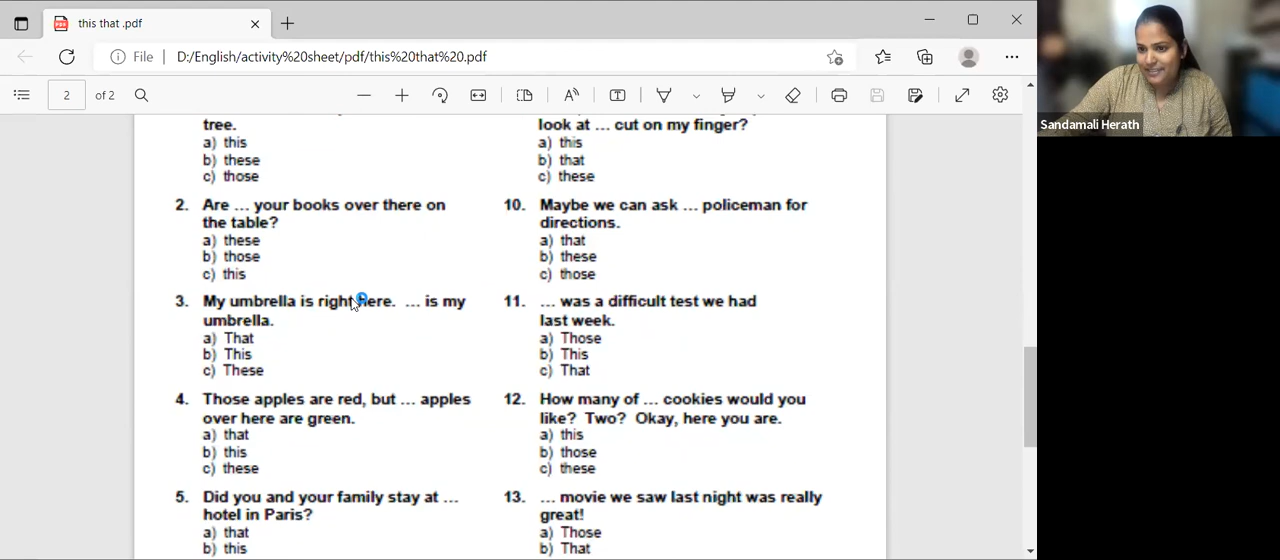 this that .pdf
File
D:/English/activity%20sheet/pdf/this%20that%20.pdf
2
of 2
Sandamali Herath
tree.
a) this
b) these
c) those
2. Are ... your books over there on
the table?
a) these
b) those
c) this
3. My umbrella is right here. ... is my
umbrella.
a) That
b) This
c) These
4. Those apples are red, but ... apples
over here are green.
a) that
b) this
c) these
5. Did you and your family stay at ...
hotel in Paris?
a) that
b) this
look at ... cut on my finger?
a) this
b) that
c) these
10. Maybe we can ask ... policeman for
directions.
a) that
b) these
c) those
11. ... was a difficult test we had
last week.
a) Those
b) This
c) That
12. How many of ... cookies would you
like? Two? Okay, here you are.
a) this
b) those
c) these
13. ... movie we saw last night was really
great!
a) Those
b) That